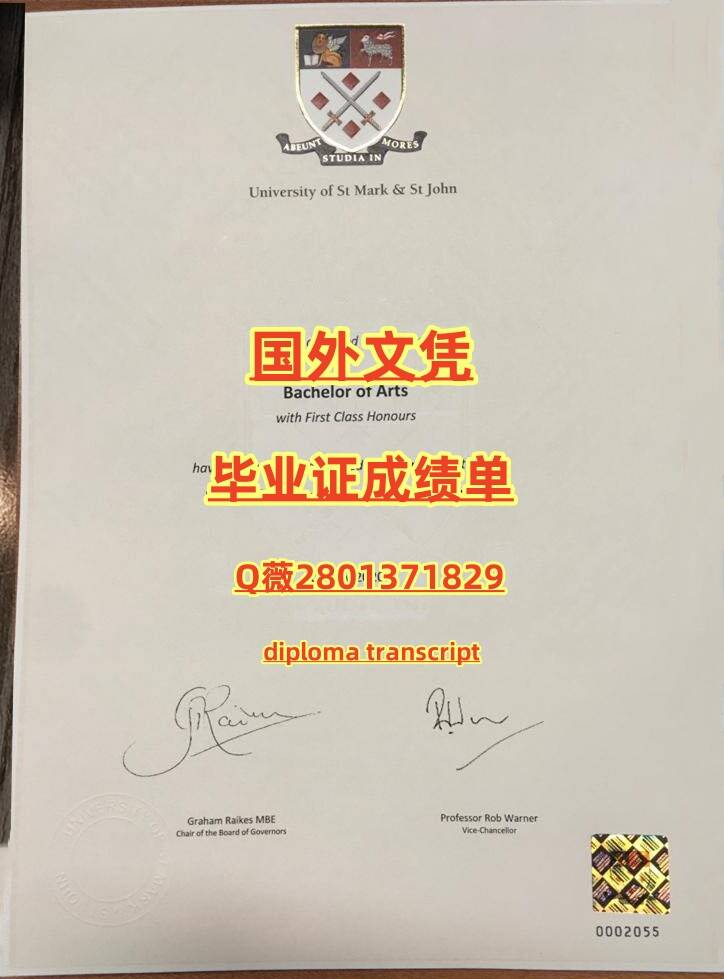 ABEUNT STUDIA IN MORES
University of St Mark & St John
国外文凭
Bachelor of Arts
with First Class Honours
毕业证成绩单
Q薇2801371829
diploma transcript
Graham Raikes MBE
Chair of the Board of Governors
Professor Rob Warner
Vice-Chancellor
0002055